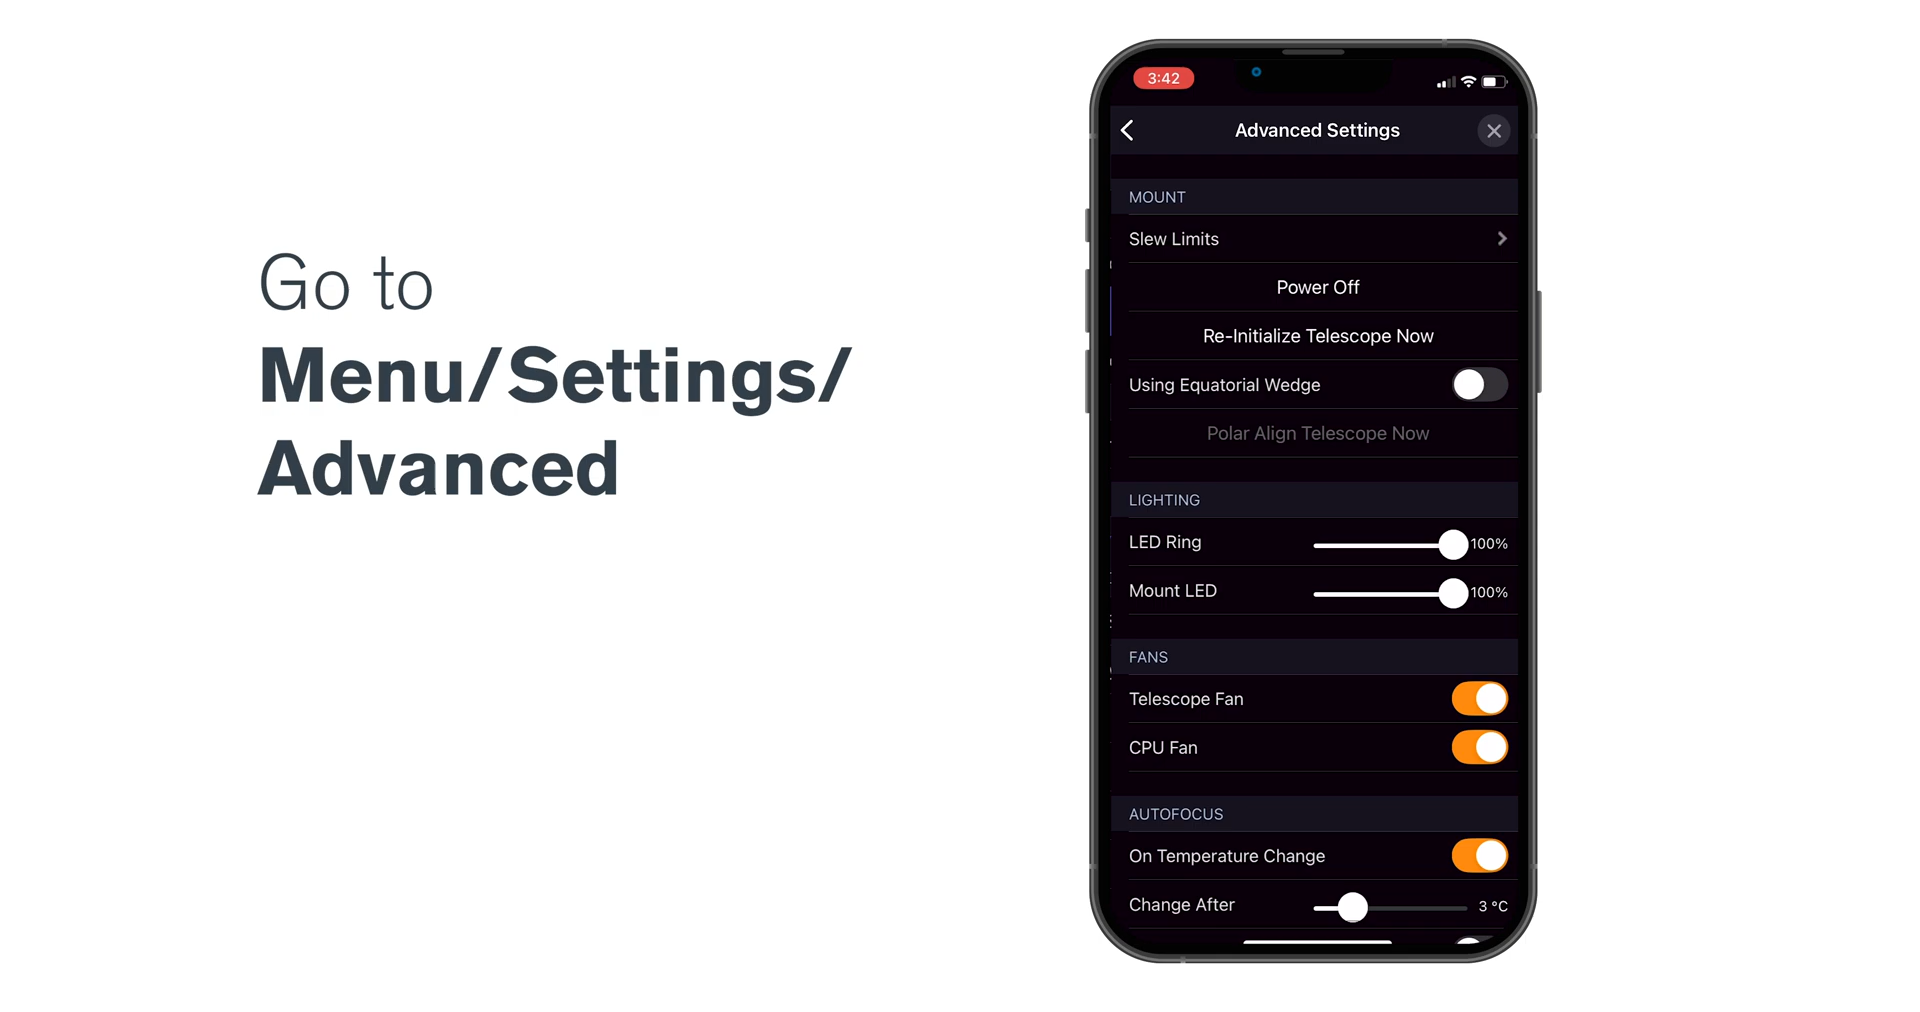 Go to
Menu/Settings/
Advanced
3:42
Advanced Settings
MOUNT
Slew Limits
Power Off
Re-Initialize Telescope Now
Using Equatorial Wedge
Polar Align Telescope Now
LIGHTING
LED Ring 100%
Mount LED 100%
FANS
Telescope Fan
CPU Fan
AUTOFOCUS
On Temperature Change
Change After 3 °C